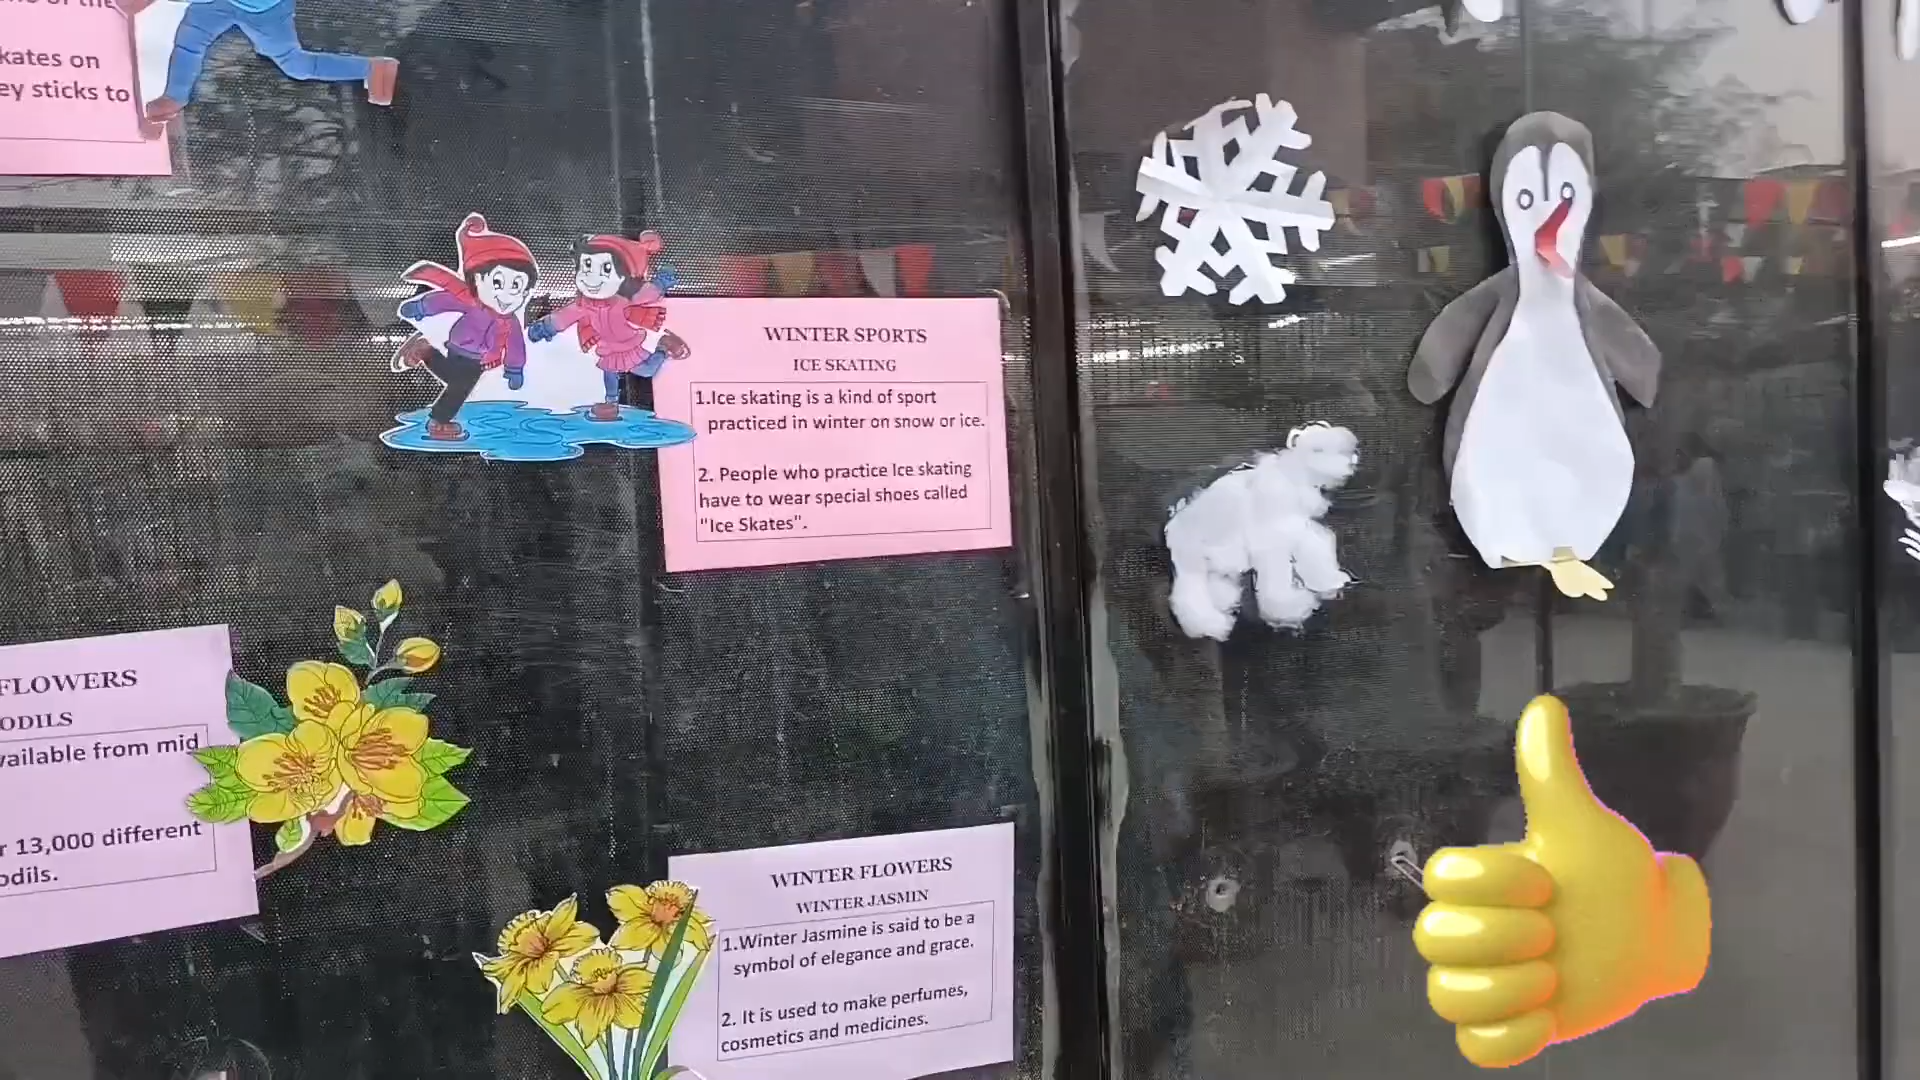 kates on
ey sticks to
WINTER SPORTS
ICE SKATING
1.Ice skating is a kind of sport
practiced in winter on snow or ice.
2. People who practice Ice skating
have to wear special shoes called
"Ice Skates".
FLOWERS
ODILS
vailable from mid
r 13,000 different
odils.
WINTER FLOWERS
WINTER JASMIN
1.Winter Jasmine is said to be a
symbol of elegance and grace.
2. It is used to make perfumes,
cosmetics and medicines.